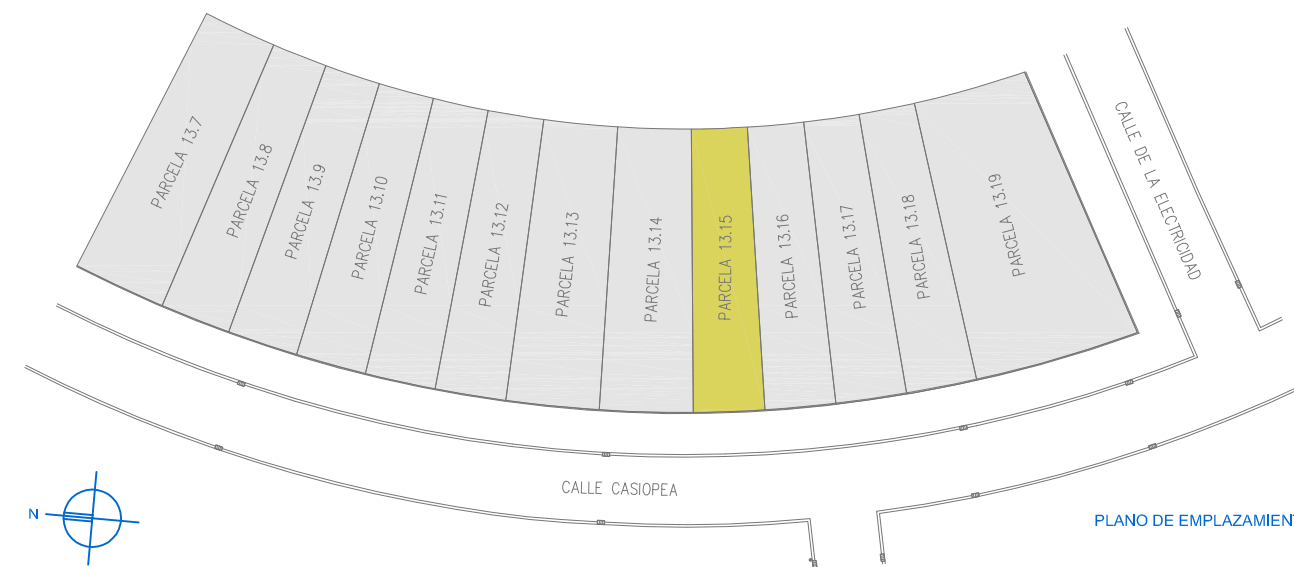 PARCELA 13.7
PARCELA 13.8
PARCELA 13.9
PARCELA 13.10
PARCELA 13.11
PARCELA 13.12
PARCELA 13.13
PARCELA 13.14
PARCELA 13.15
PARCELA 13.16
PARCELA 13.17
PARCELA 13.18
PARCELA 13.19
CALLE DE LA ELECTRICIDAD
CALLE CASIOPEA
N
PLANO DE EMPLAZAMIEN